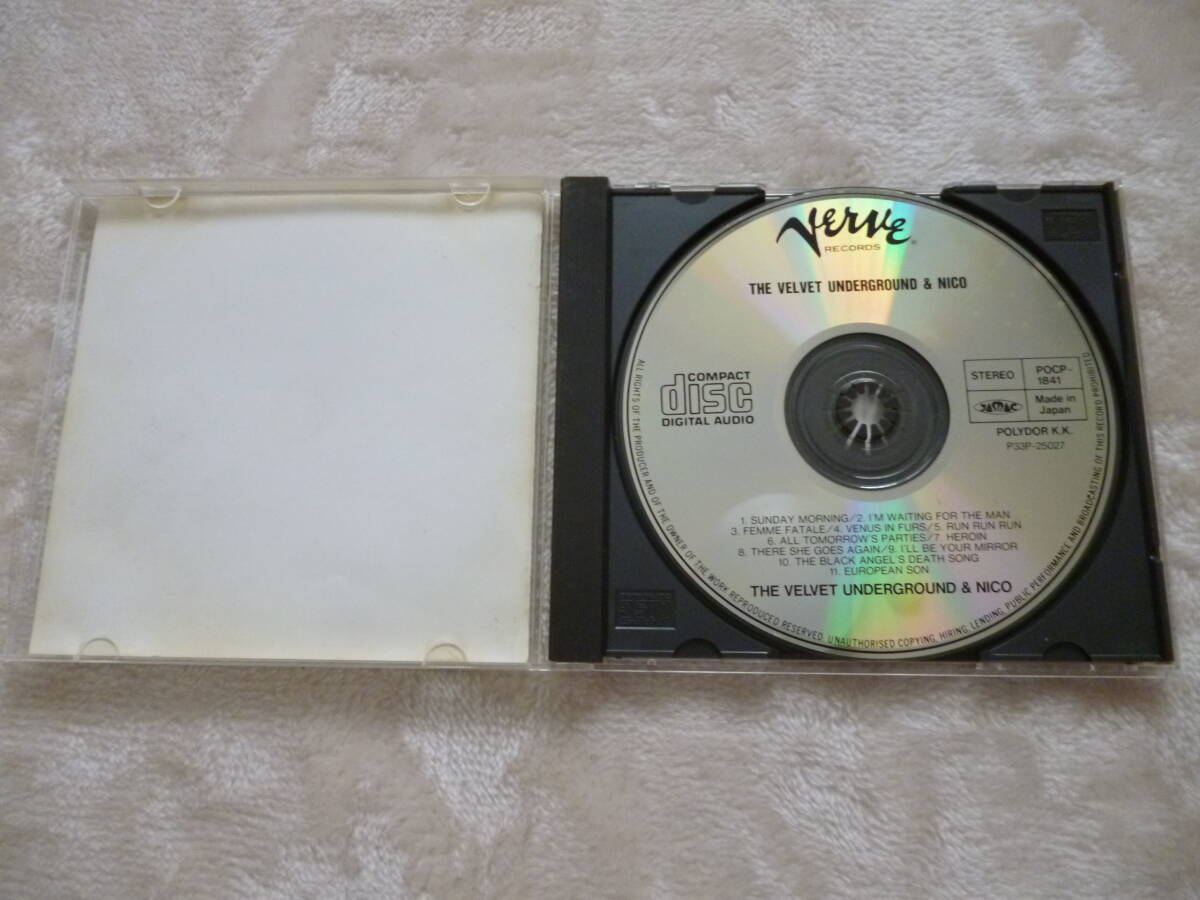 VERVE
RECORDS
THE VELVET UNDERGROUND & NICO
COMPACT
disc
DIGITAL AUDIO
STEREO
POCP-
1841
JASRAC
Made in
Japan
POLYDOR K.K.
P33P-25027
1. SUNDAY MORNING/2. I'M WAITING FOR THE MAN
3. FEMME FATALE/4. VENUS IN FURS/5. RUN RUN RUN
6. ALL TOMORROW'S PARTIES/7. HEROIN
8. THERE SHE GOES AGAIN/9. I'LL BE YOUR MIRROR
10. THE BLACK ANGEL'S DEATH SONG
11. EUROPEAN SON
THE VELVET UNDERGROUND & NICO
ALL RIGHTS OF THE PRODUCER AND OF THE OWNER OF THE WORK REPRODUCED RESERVED. UNAUTHORISED COPYING, HIRING, LENDING, PUBLIC PERFORMANCE AND BROADCASTING OF THIS RECORD PROHIBITED